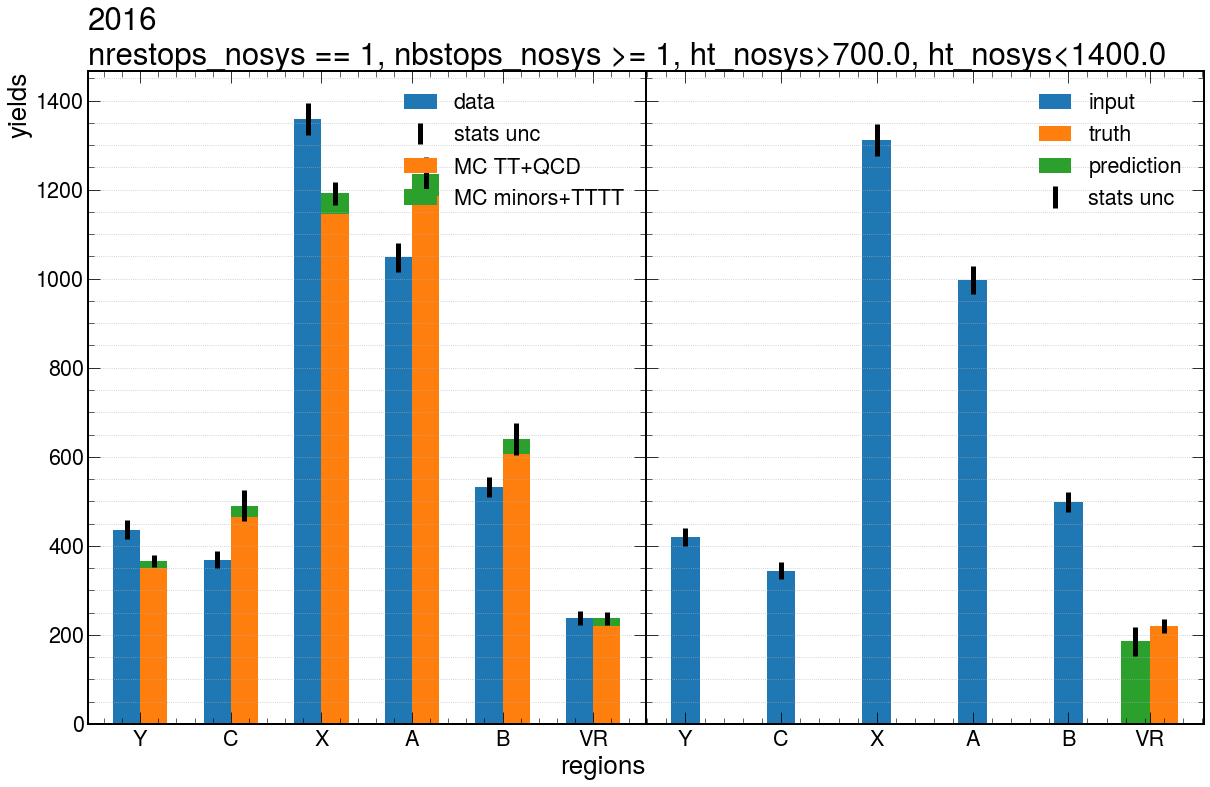 2016
nrestops_nosys == 1, nbstops_nosys >= 1, ht_nosys>700.0, ht_nosys<1400.0
yields
1400
1200
1000
800
600
400
200
0
data
stats unc
MC TT+QCD
MC minors+TTTT
input
truth
prediction
stats unc
Y C X A B VR
Y C X A B VR
regions